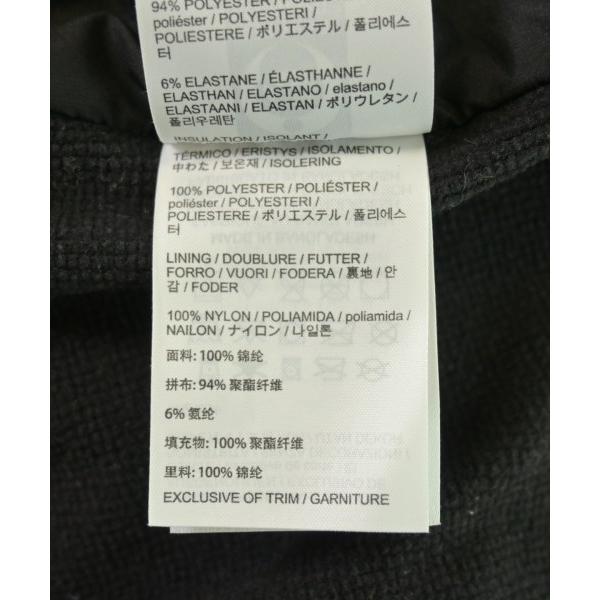 94% POLYESTER / POLIÉSTER /
poliéster / POLYESTERI /
POLIESTERE / ポリエステル / 폴리에스
터
6% ELASTANE / ÉLASTHANNE /
ELASTHAN / ELASTANO / elastano /
ELASTAANI / ELASTAN / ポリウレタン /
폴리우레탄
INSULATION / ISOLANT /
TÉRMICO / ERISTYS / ISOLAMENTO /
中わた / 보온재 / ISOLERING
100% POLYESTER / POLIÉSTER /
poliéster / POLYESTERI /
POLIESTERE / ポリエステル / 폴리에스
터
LINING / DOUBLURE / FUTTER /
FORRO / VUORI / FODERA / 裏地 / 안
감 / FODER
100% NYLON / POLIAMIDA / poliamida /
NAILON / ナイロン / 나일론
面料: 100% 锦纶
拼布: 94% 聚酯纤维
6% 氨纶
填充物: 100% 聚酯纤维
里料: 100% 锦纶
EXCLUSIVE OF TRIM / GARNITURE